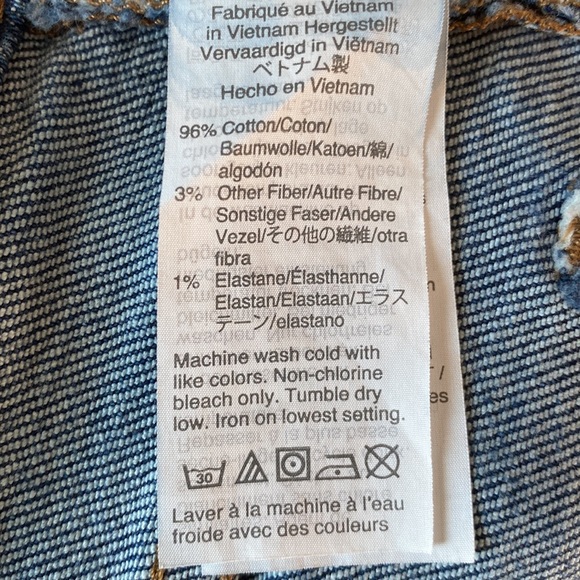 Fabriqué au Vietnam
in Vietnam Hergestellt
Vervaardigd in Viëtnam
ベトナム製
Hecho en Vietnam
96% Cotton/Coton/
Baumwolle/Katoen/綿/
algodón
3% Other Fiber/Autre Fibre/
Sonstige Faser/Andere
Vezel/その他の繊維/otra
fibra
1% Elastane/Élasthanne/
Elastan/Elastaan/エラス
テーン/elastano
Machine wash cold with
like colors. Non-chlorine
bleach only. Tumble dry
low. Iron on lowest setting.
30
Laver à la machine à l'eau
froide avec des couleurs